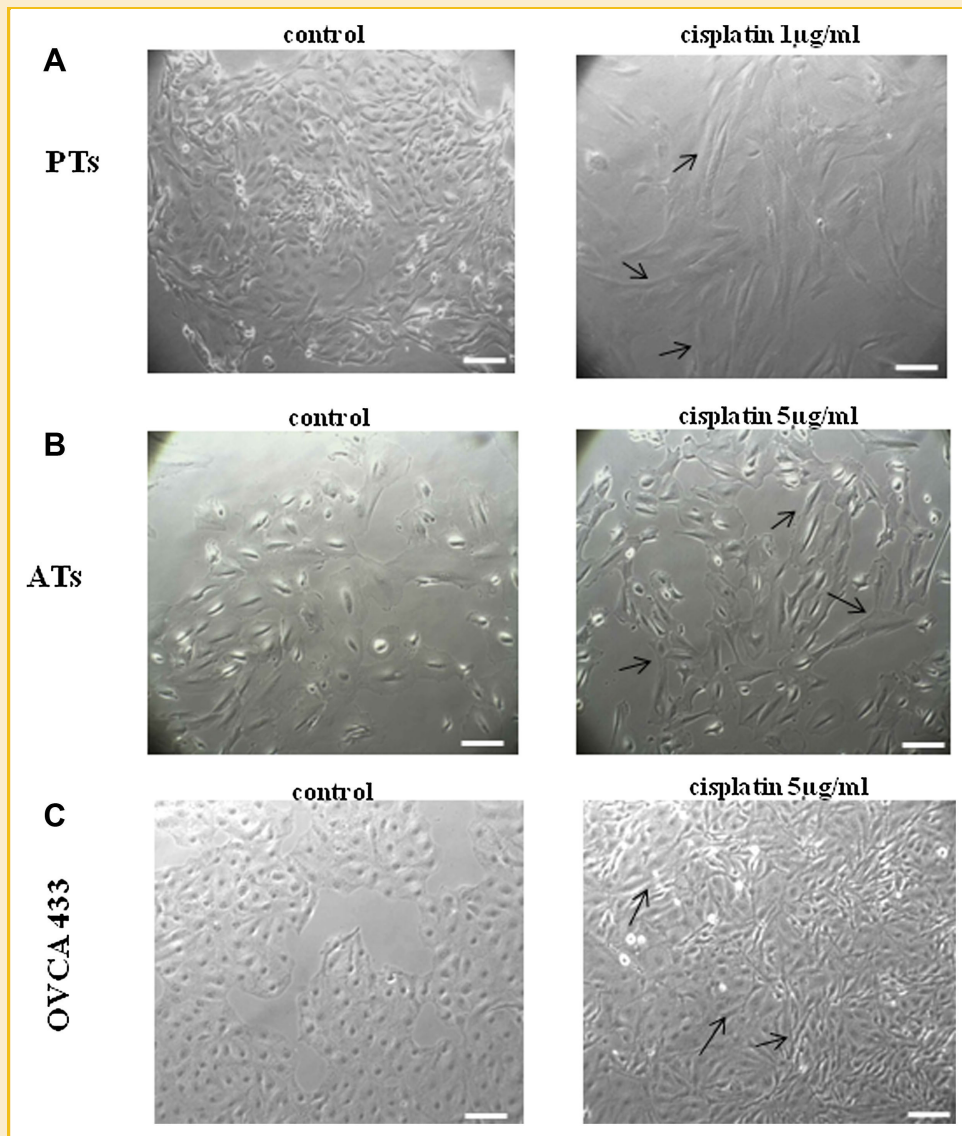 A
control
cisplatin 1µg/ml
PTs
B
control
cisplatin 5µg/ml
ATs
C
control
cisplatin 5µg/ml
OVCA 433